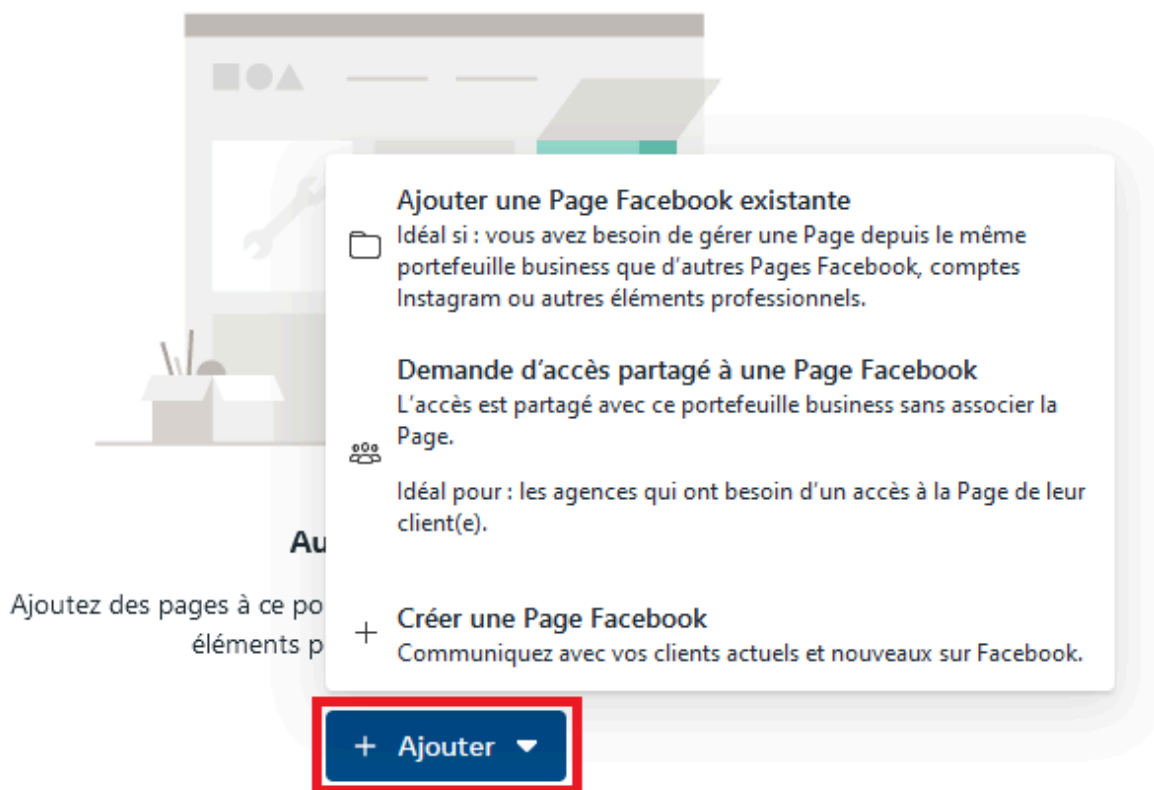 Ajouter une Page Facebook existante
Idéal si : vous avez besoin de gérer une Page depuis le même
portefeuille business que d’autres Pages Facebook, comptes
Instagram ou autres éléments professionnels.
Demande d’accès partagé à une Page Facebook
L’accès est partagé avec ce portefeuille business sans associer la
Page.
Idéal pour : les agences qui ont besoin d’un accès à la Page de leur
client(e).
Au
Ajoutez des pages à ce po
éléments p
Créer une Page Facebook
Communiquez avec vos clients actuels et nouveaux sur Facebook.
+ Ajouter